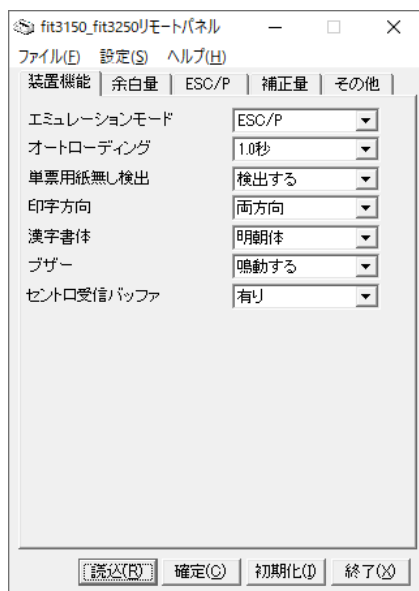 fit3150_fit3250リモートパネル
ファイル(F) 設定(S) ヘルプ(H)
装置機能 余白量 ESC/P 補正量 その他
エミュレーションモード ESC/P
オートローディング 1.0秒
単票用紙無し検出 検出する
印字方向 両方向
漢字書体 明朝体
ブザー 鳴動する
セントロ受信バッファ 有り
読込(R) 確定(C) 初期化(I) 終了(X)